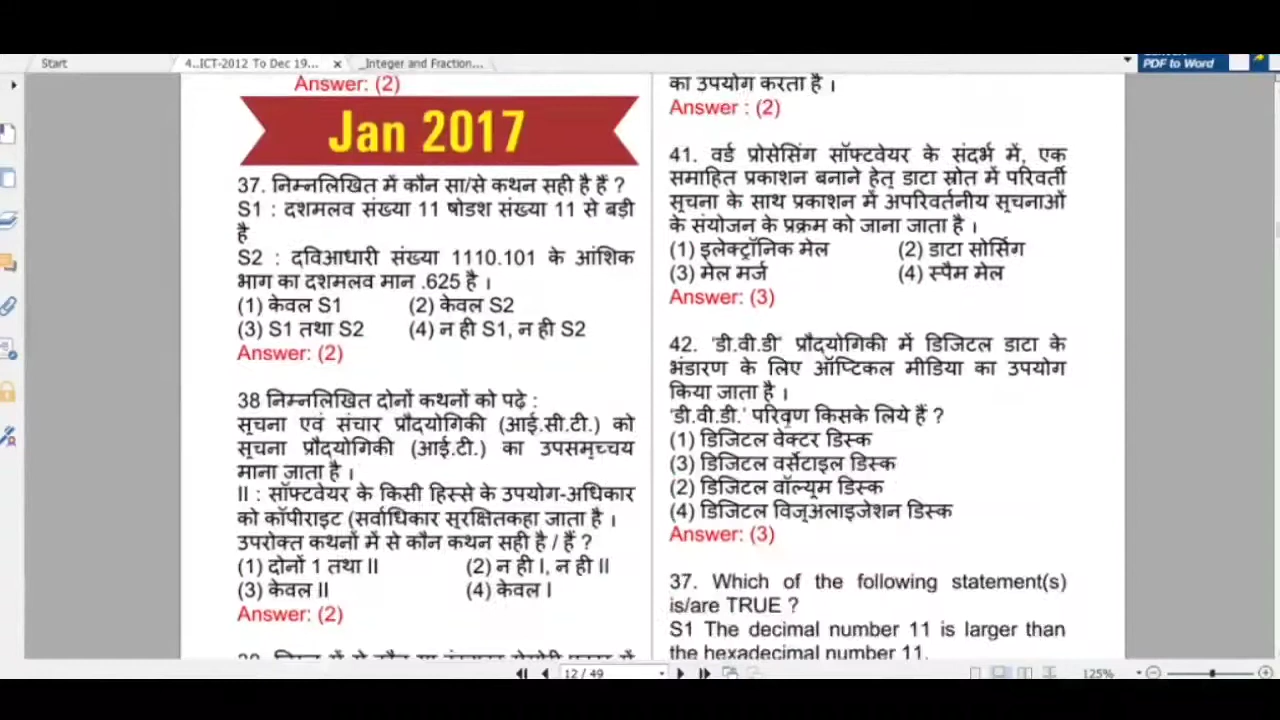 Start
4..ICT-2012 To Dec 19...
_Integer and Fraction...
PDF to Word
Answer: (2)
Jan 2017
37. निम्नलिखित में कौन सा/से कथन सही है हैं ?
S1 : दशमलव संख्या 11 षोडश संख्या 11 से बड़ी
है
S2 : दविआधारी संख्या 1110.101 के आंशिक
भाग का दशमलव मान .625 है ।
(1) केवल S1 (2) केवल S2
(3) S1 तथा S2 (4) न ही S1, न ही S2
Answer: (2)
38 निम्नलिखित दोनों कथनों को पढ़े :
सूचना एवं संचार प्रौद्योगिकी (आई.सी.टी.) को
सूचना प्रौद्योगिकी (आई.टी.) का उपसमुच्चय
माना जाता है ।
II : सॉफ्टवेयर के किसी हिस्से के उपयोग-अधिकार
को कॉपीराइट (सर्वाधिकार सुरक्षितकहा जाता है ।
उपरोक्त कथनों में से कौन कथन सही है / हैं ?
(1) दोनों 1 तथा II (2) न ही I, न ही II
(3) केवल II (4) केवल I
Answer: (2)
का उपयोग करता है ।
Answer : (2)
41. वर्ड प्रोसेसिंग सॉफ्टवेयर के संदर्भ में, एक
समाहित प्रकाशन बनाने हेतु डाटा स्रोत में परिवर्ती
सूचना के साथ प्रकाशन में अपरिवर्तनीय सूचनाओं
के संयोजन के प्रक्रम को जाना जाता है ।
(1) इलेक्ट्रॉनिक मेल (2) डाटा सोर्सिंग
(3) मेल मर्ज (4) स्पैम मेल
Answer: (3)
42. 'डी.वी.डी' प्रौद्योगिकी में डिजिटल डाटा के
भंडारण के लिए ऑप्टिकल मीडिया का उपयोग
किया जाता है ।
'डी.वी.डी.' परिवृण किसके लिये हैं ?
(1) डिजिटल वेक्टर डिस्क
(3) डिजिटल वर्सेटाइल डिस्क
(2) डिजिटल वॉल्यूम डिस्क
(4) डिजिटल विजूअलाइजेशन डिस्क
Answer: (3)
37. Which of the following statement(s)
is/are TRUE ?
S1 The decimal number 11 is larger than
the hexadecimal number 11.
12 / 49
125%